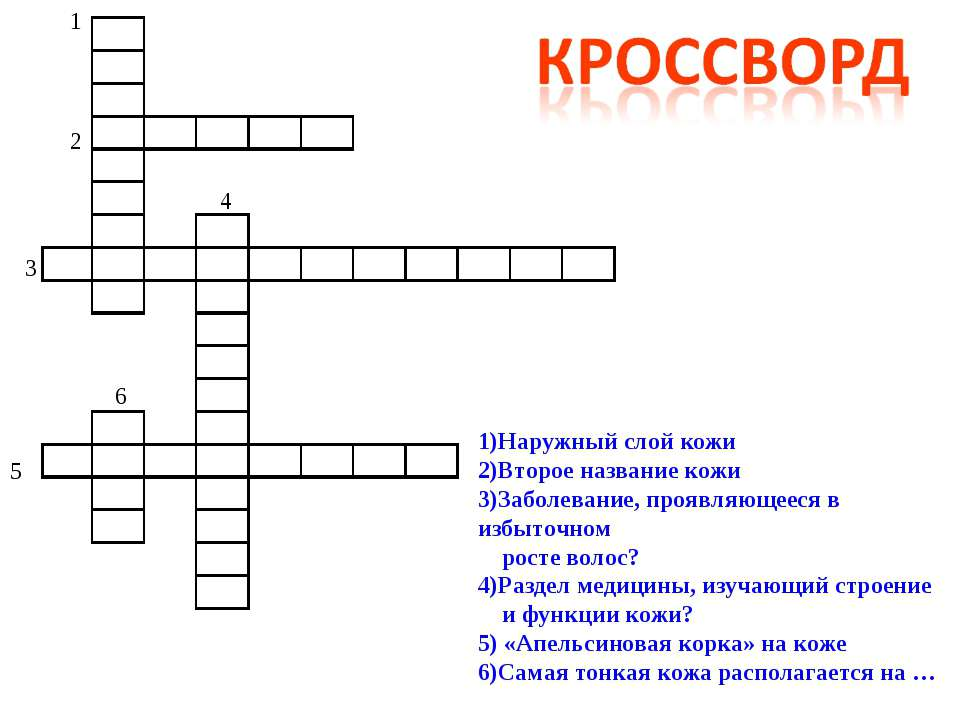 1
КРОССВОРД
2
4
3
6
5
1)Наружный слой кожи
2)Второе название кожи
3)Заболевание, проявляющееся в
избыточном
росте волос?
4)Раздел медицины, изучающий строение
и функции кожи?
5) «Апельсиновая корка» на коже
6)Самая тонкая кожа располагается на …